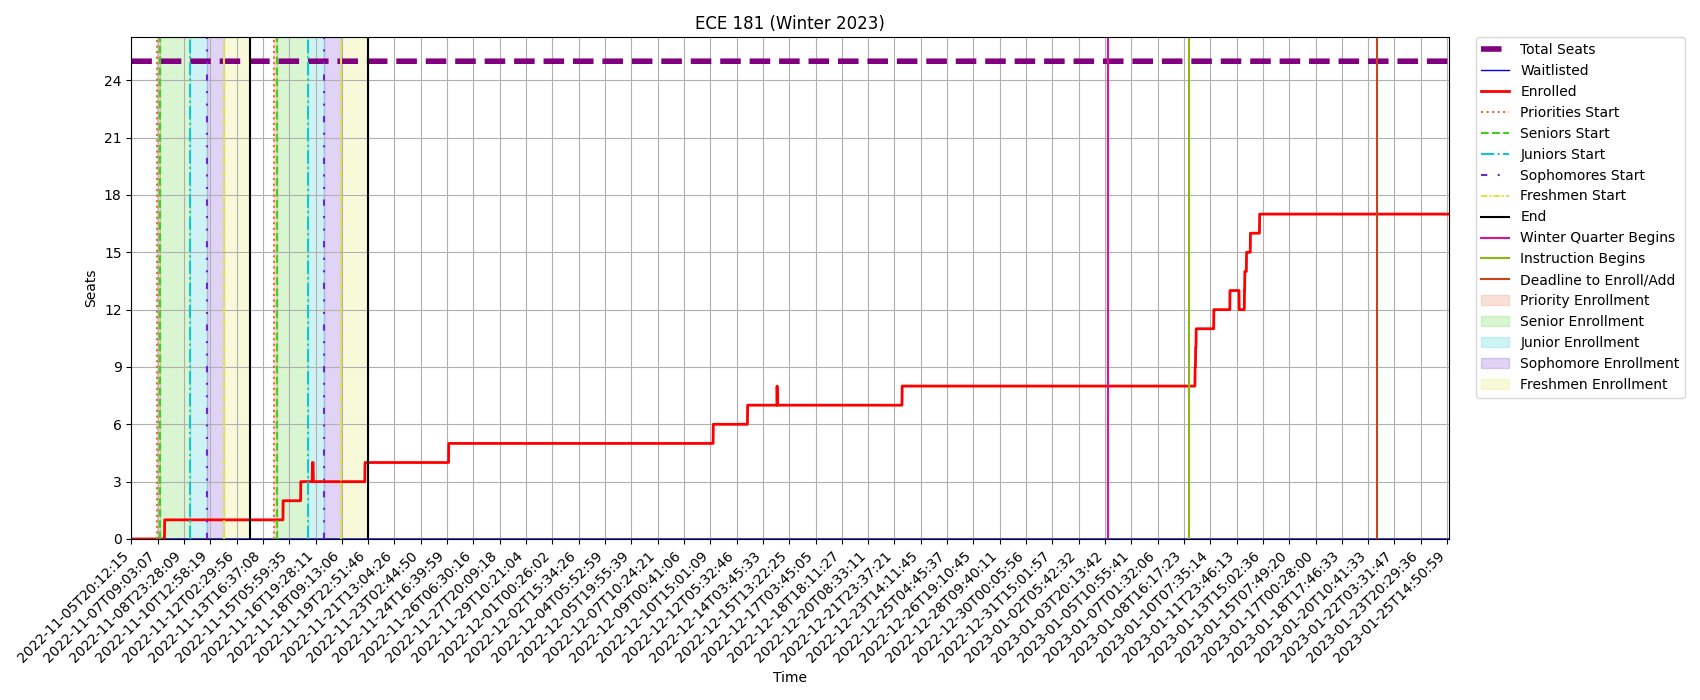 ECE 181 (Winter 2023)
Seats
24
21
18
15
12
9
6
3
0
2022-11-05T20:12:15
2022-11-07T09:03:07
2022-11-08T23:28:09
2022-11-10T12:58:19
2022-11-12T02:29:56
2022-11-13T16:37:08
2022-11-15T05:59:35
2022-11-16T19:28:11
2022-11-18T09:13:06
2022-11-19T22:51:46
2022-11-21T13:04:26
2022-11-23T02:44:50
2022-11-24T16:39:59
2022-11-26T06:30:16
2022-11-27T20:09:18
2022-11-29T10:21:04
2022-12-01T00:26:02
2022-12-02T15:34:26
2022-12-04T05:52:59
2022-12-05T19:55:39
2022-12-07T10:24:21
2022-12-09T00:41:06
2022-12-10T15:01:09
2022-12-12T05:32:46
2022-12-14T03:45:33
2022-12-15T13:22:25
2022-12-17T03:45:05
2022-12-18T18:11:27
2022-12-20T08:33:11
2022-12-21T23:37:21
2022-12-23T14:11:45
2022-12-25T04:45:37
2022-12-26T19:10:45
2022-12-28T09:40:11
2022-12-30T00:05:56
2022-12-31T15:01:57
2023-01-02T05:42:32
2023-01-03T20:13:42
2023-01-05T10:55:41
2023-01-07T01:32:06
2023-01-08T16:17:23
2023-01-10T07:35:14
2023-01-11T23:46:13
2023-01-13T15:02:36
2023-01-15T07:49:20
2023-01-17T00:28:00
2023-01-18T17:46:33
2023-01-20T10:41:33
2023-01-22T03:31:47
2023-01-23T20:29:36
2023-01-25T14:50:59
Time
Total Seats
Waitlisted
Enrolled
Priorities Start
Seniors Start
Juniors Start
Sophomores Start
Freshmen Start
End
Winter Quarter Begins
Instruction Begins
Deadline to Enroll/Add
Priority Enrollment
Senior Enrollment
Junior Enrollment
Sophomore Enrollment
Freshmen Enrollment